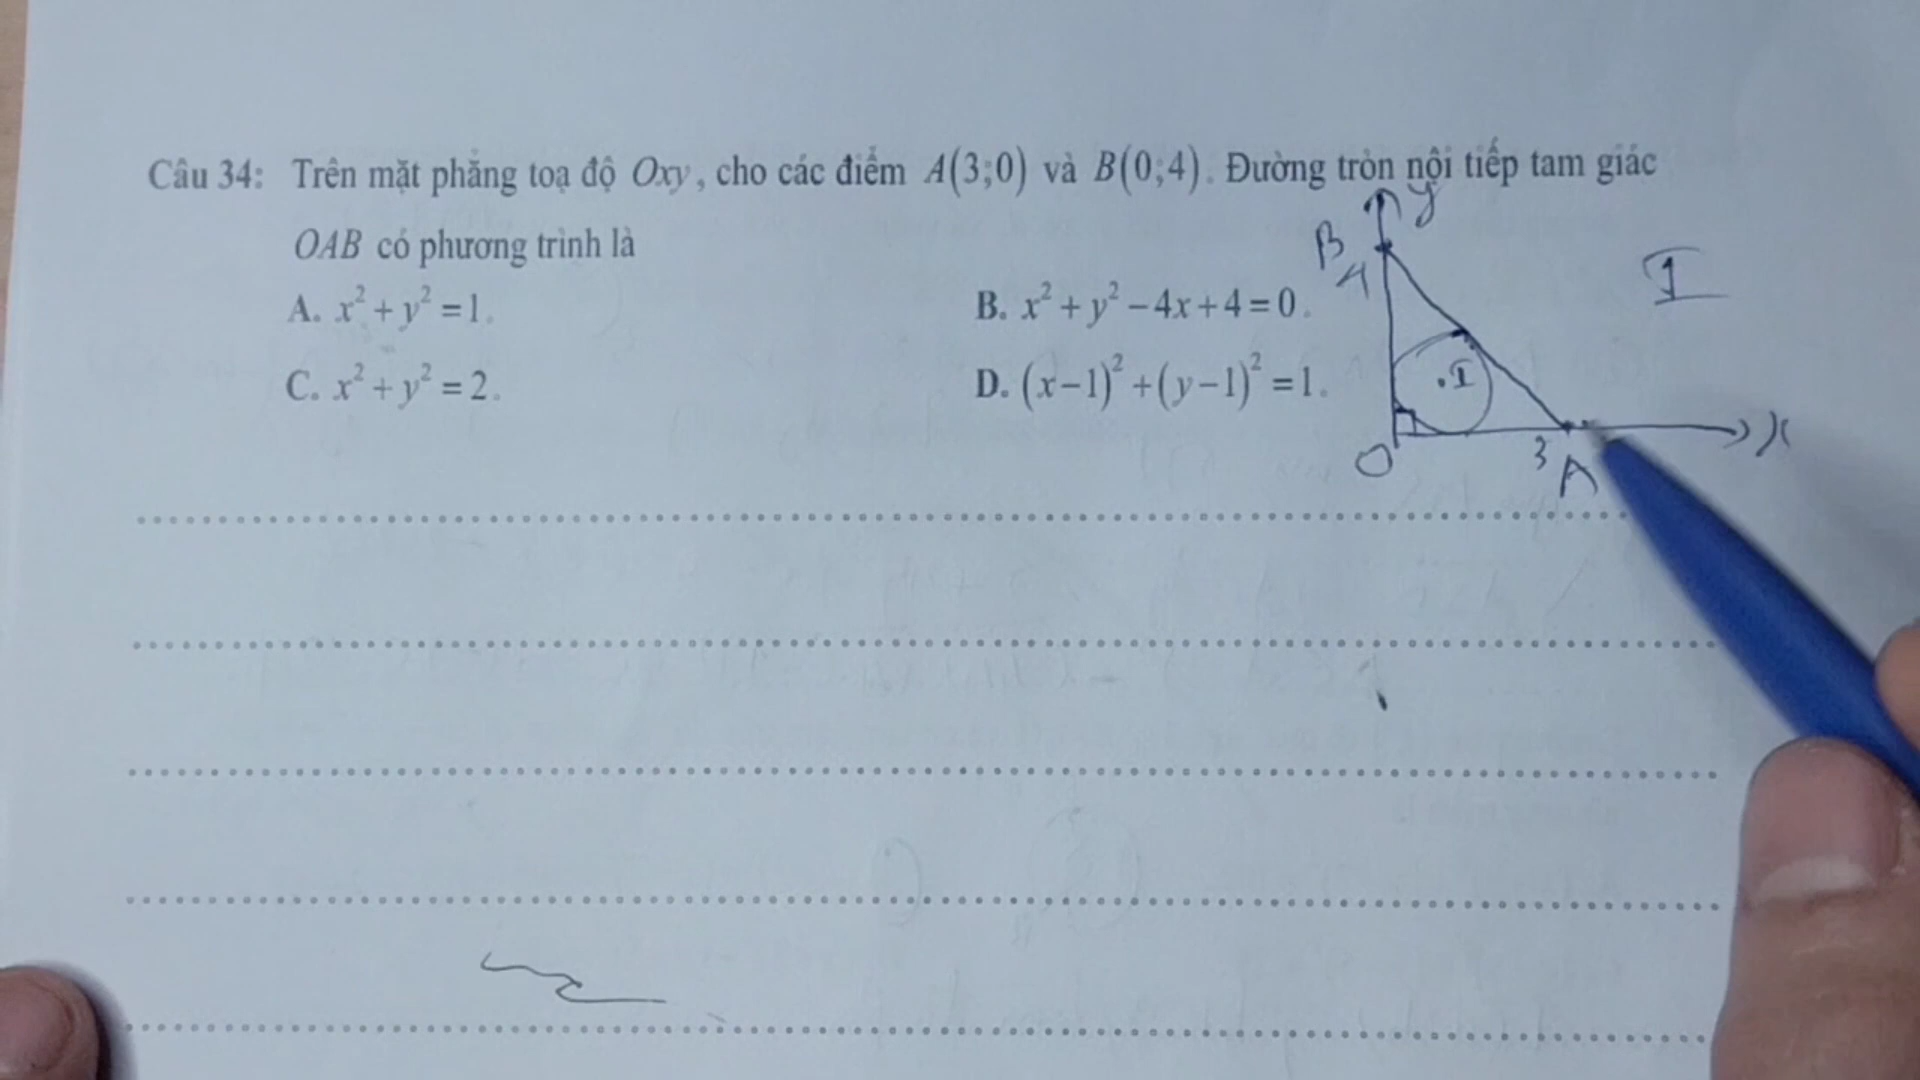 Câu 34: Trên mặt phẳng toạ độ Oxy, cho các điểm A(3;0) và B(0;4). Đường tròn nội tiếp tam giác
OAB có phương trình là
A. x² + y² = 1.
B. x² + y² − 4x + 4 = 0.
C. x² + y² = 2.
D. (x−1)² + (y−1)² = 1.
y
B
4
I
I
O
3
A
x